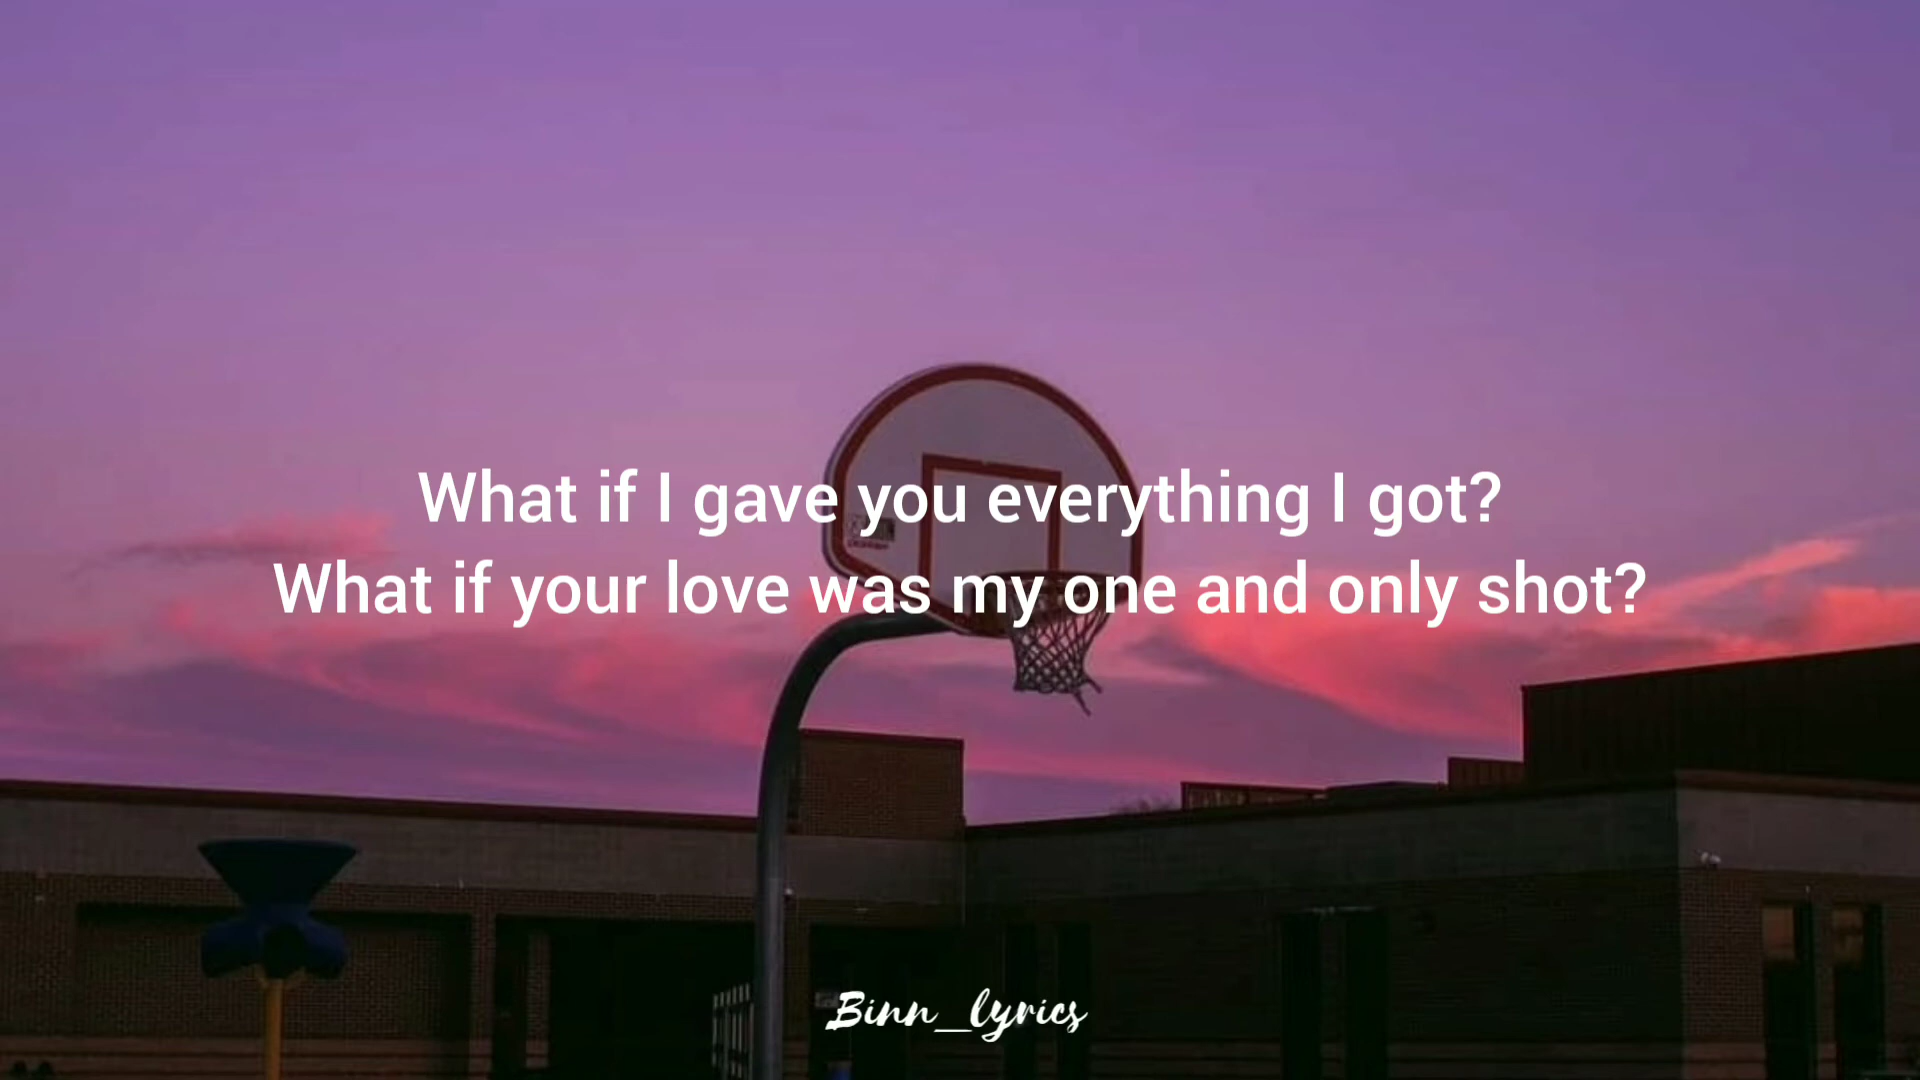 What if I gave you everything I got?
What if your love was my one and only shot?
Binn_lyrics